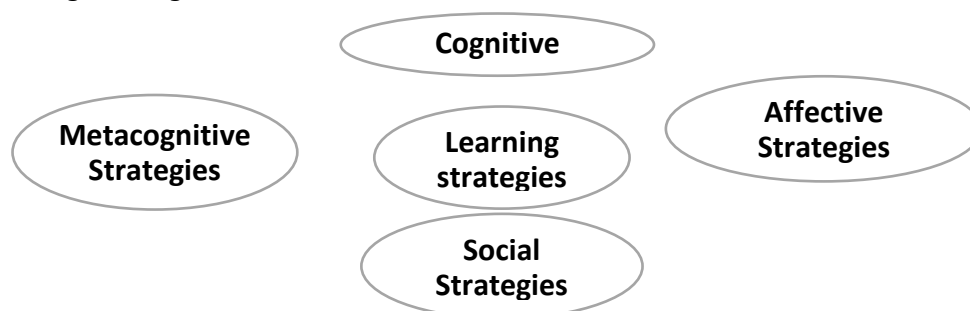 Cognitive
Metacognitive
Strategies
Learning
strategies
Affective
Strategies
Social
Strategies